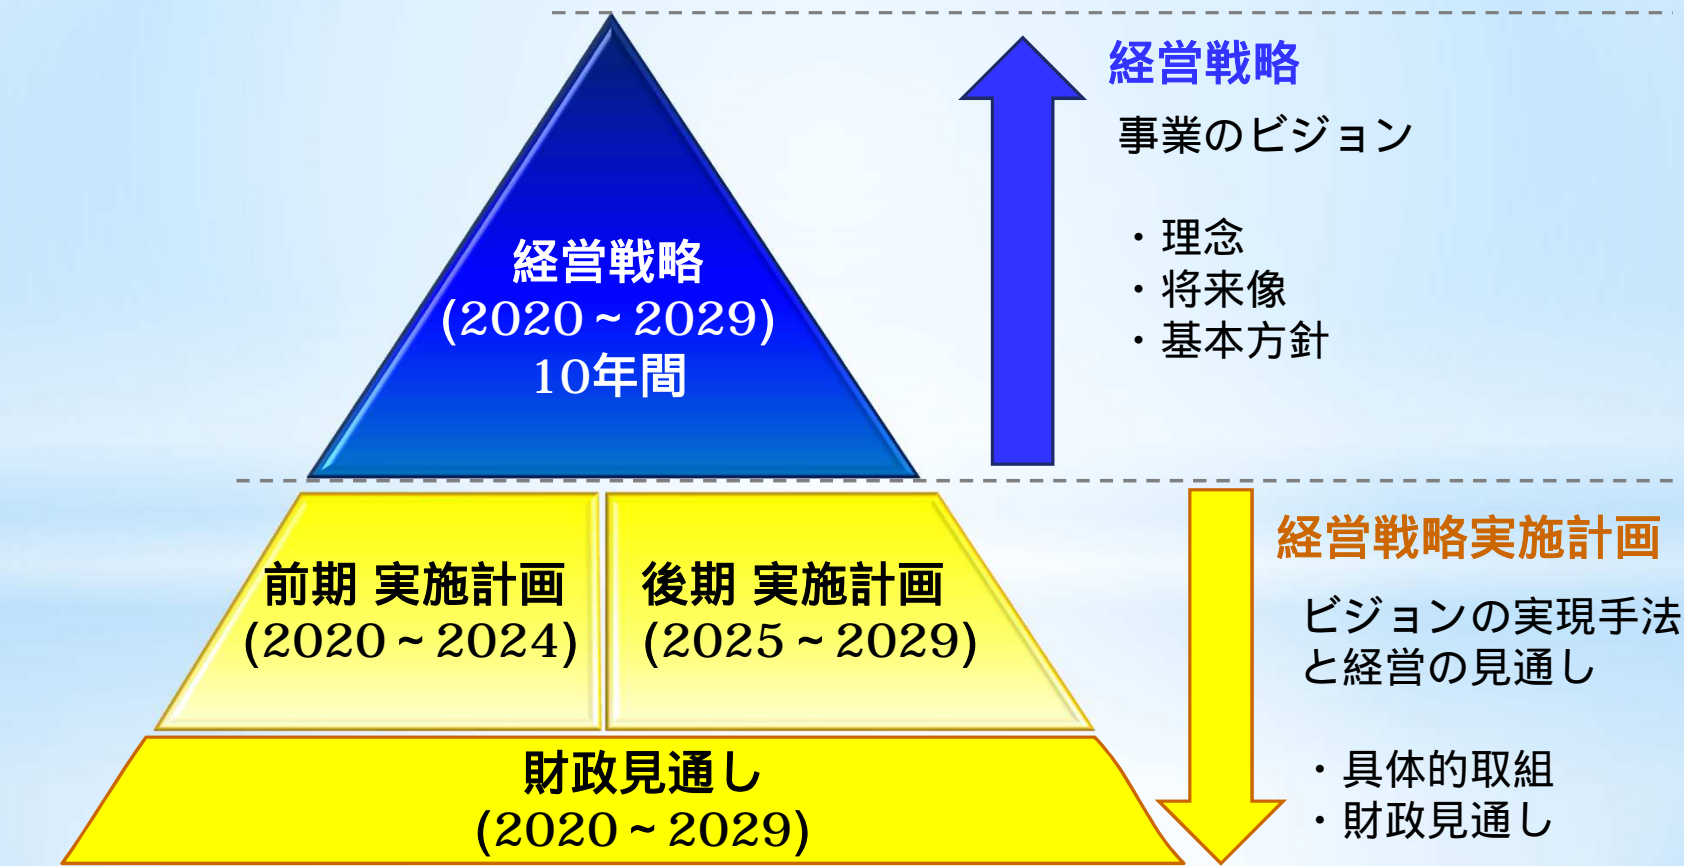 経営戦略
(2020～2029)
10年間
経営戦略
事業のビジョン
・理念
・将来像
・基本方針
前期 実施計画
(2020～2024)
後期 実施計画
(2025～2029)
財政見通し
(2020～2029)
経営戦略実施計画
ビジョンの実現手法
と経営の見通し
・具体的取組
・財政見通し